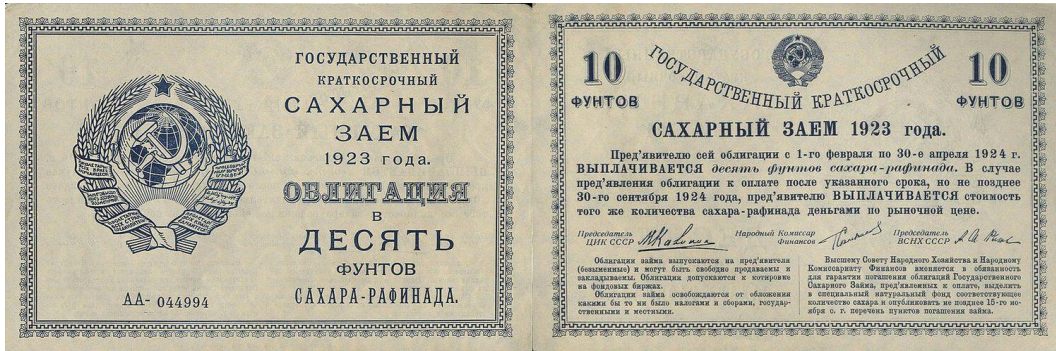 ГОСУДАРСТВЕННЫЙ
КРАТКОСРОЧНЫЙ
САХАРНЫЙ
ЗАЕМ
1923 года.
ОБЛИГАЦИЯ
В
ДЕСЯТЬ
ФУНТОВ
САХАРА-РАФИНАДА.
АА- 044994
10
ФУНТОВ
ГОСУДАРСТВЕННЫЙ КРАТКОСРОЧНЫЙ
10
ФУНТОВ
САХАРНЫЙ ЗАЕМ 1923 года.
Пред'явителю сей облигации с 1-го февраля по 30-е апреля 1924 г.
ВЫПЛАЧИВАЕТСЯ десять фунтов сахара-рафинада. В случае
пред'явления облигации к оплате после указанного срока, но не позднее
30-го сентября 1924 года, пред'явителю ВЫПЛАЧИВАЕТСЯ стоимость
того же количества сахара-рафинада деньгами по рыночной цене.
Председатель
ЦИК СССР
Народный Комиссар
Финансов
Председатель
ВСНХ СССР
Облигации займа выпускаются на пред'явителя
(безыменные) и могут быть свободно продаваемы и
закладываемы. Облигации допускаются к котировке
на фондовых биржах.
Облигации займа освобождаются от обложения
какими бы то ни было налогами и сборами, государ-
ственными и местными.
Высшему Совету Народного Хозяйства и Народному
Комиссариату Финансов вменяется в обязанность
для гарантии погашения облигаций Государственного
Сахарного Займа, пред'явленных к оплате, выделить
в специальный натуральный фонд соответствующее
количество сахара и опубликовать не позднее 15-го но-
ября с. г. перечень пунктов погашения займа.